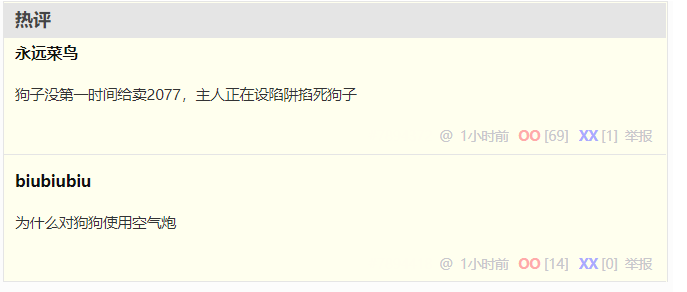 热评
永远菜鸟
狗子没第一时间给卖2077，主人正在设陷阱掐死狗子
@ 1小时前 OO [69] XX [1] 举报
biubiubiu
为什么对狗狗使用空气炮
@ 1小时前 OO [14] XX [0] 举报